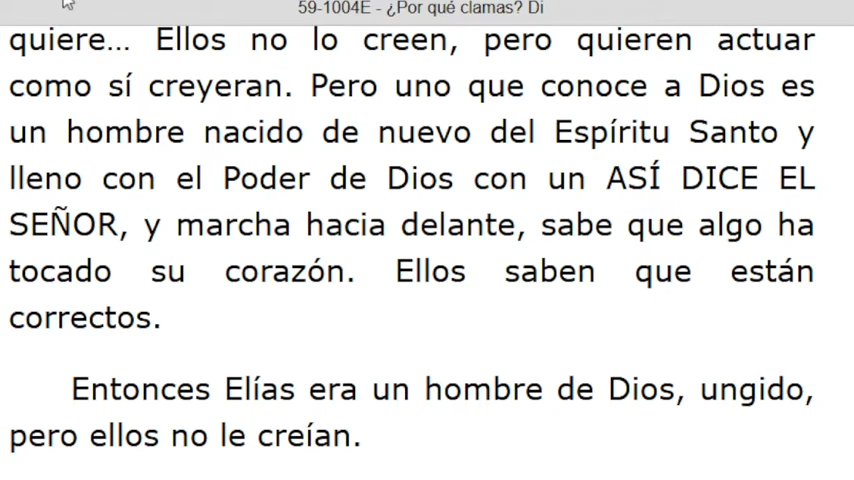 59-1004E - ¿Por qué clamas? Di
quiere… Ellos no lo creen, pero quieren actuar
como sí creyeran. Pero uno que conoce a Dios es
un hombre nacido de nuevo del Espíritu Santo y
lleno con el Poder de Dios con un ASÍ DICE EL
SEÑOR, y marcha hacia delante, sabe que algo ha
tocado su corazón. Ellos saben que están
correctos.
Entonces Elías era un hombre de Dios, ungido,
pero ellos no le creían.